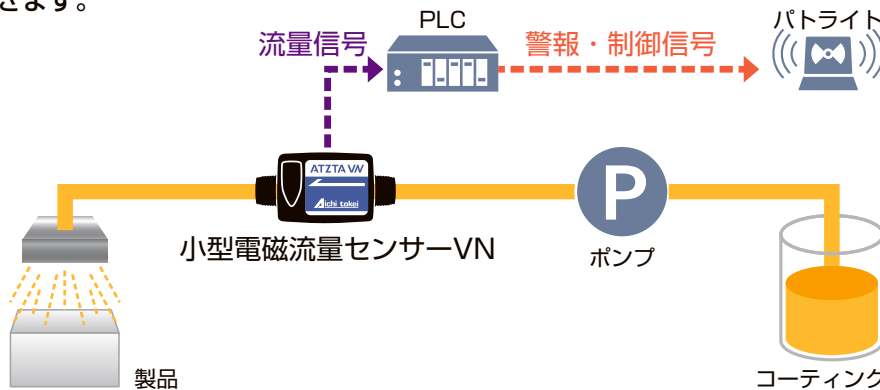 きます。
PLC
パトライト
流量信号
警報・制御信号
ATZTA VN
Aichi tokei
P
小型電磁流量センサーVN
ポンプ
製品
コーティング